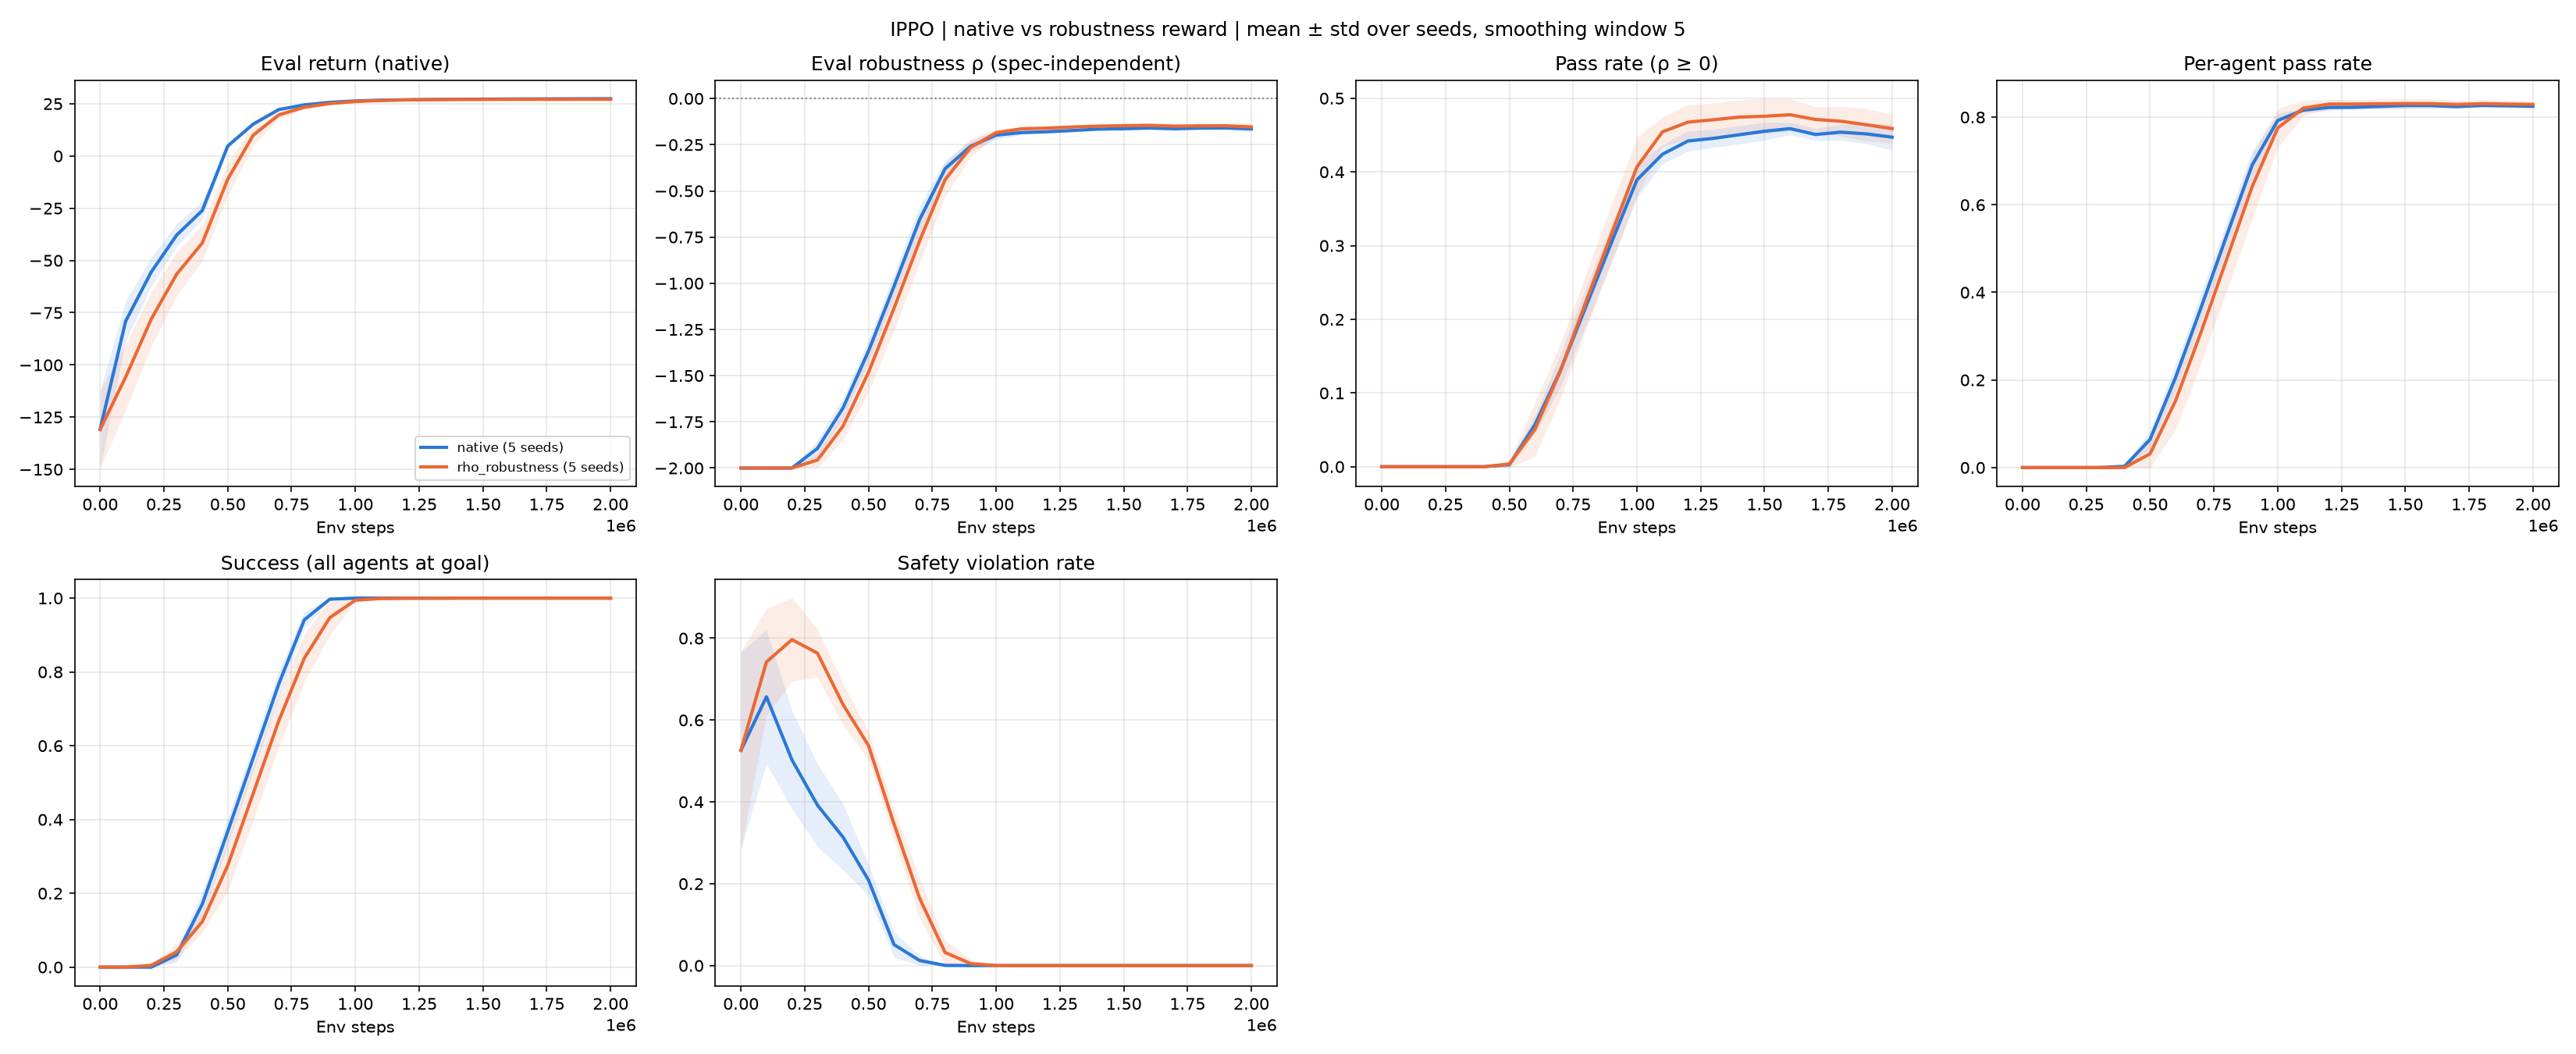 IPPO | native vs robustness reward | mean ± std over seeds, smoothing window 5
Eval return (native)
25
0
−25
−50
−75
−100
−125
−150
0.00 0.25 0.50 0.75 1.00 1.25 1.50 1.75 2.00
1e6
Env steps
native (5 seeds)
rho_robustness (5 seeds)
Eval robustness ρ (spec-independent)
0.00
−0.25
−0.50
−0.75
−1.00
−1.25
−1.50
−1.75
−2.00
0.00 0.25 0.50 0.75 1.00 1.25 1.50 1.75 2.00
1e6
Env steps
Pass rate (ρ ≥ 0)
0.5
0.4
0.3
0.2
0.1
0.0
0.00 0.25 0.50 0.75 1.00 1.25 1.50 1.75 2.00
1e6
Env steps
Per-agent pass rate
0.8
0.6
0.4
0.2
0.0
0.00 0.25 0.50 0.75 1.00 1.25 1.50 1.75 2.00
1e6
Env steps
Success (all agents at goal)
1.0
0.8
0.6
0.4
0.2
0.0
0.00 0.25 0.50 0.75 1.00 1.25 1.50 1.75 2.00
1e6
Env steps
Safety violation rate
0.8
0.6
0.4
0.2
0.0
0.00 0.25 0.50 0.75 1.00 1.25 1.50 1.75 2.00
1e6
Env steps